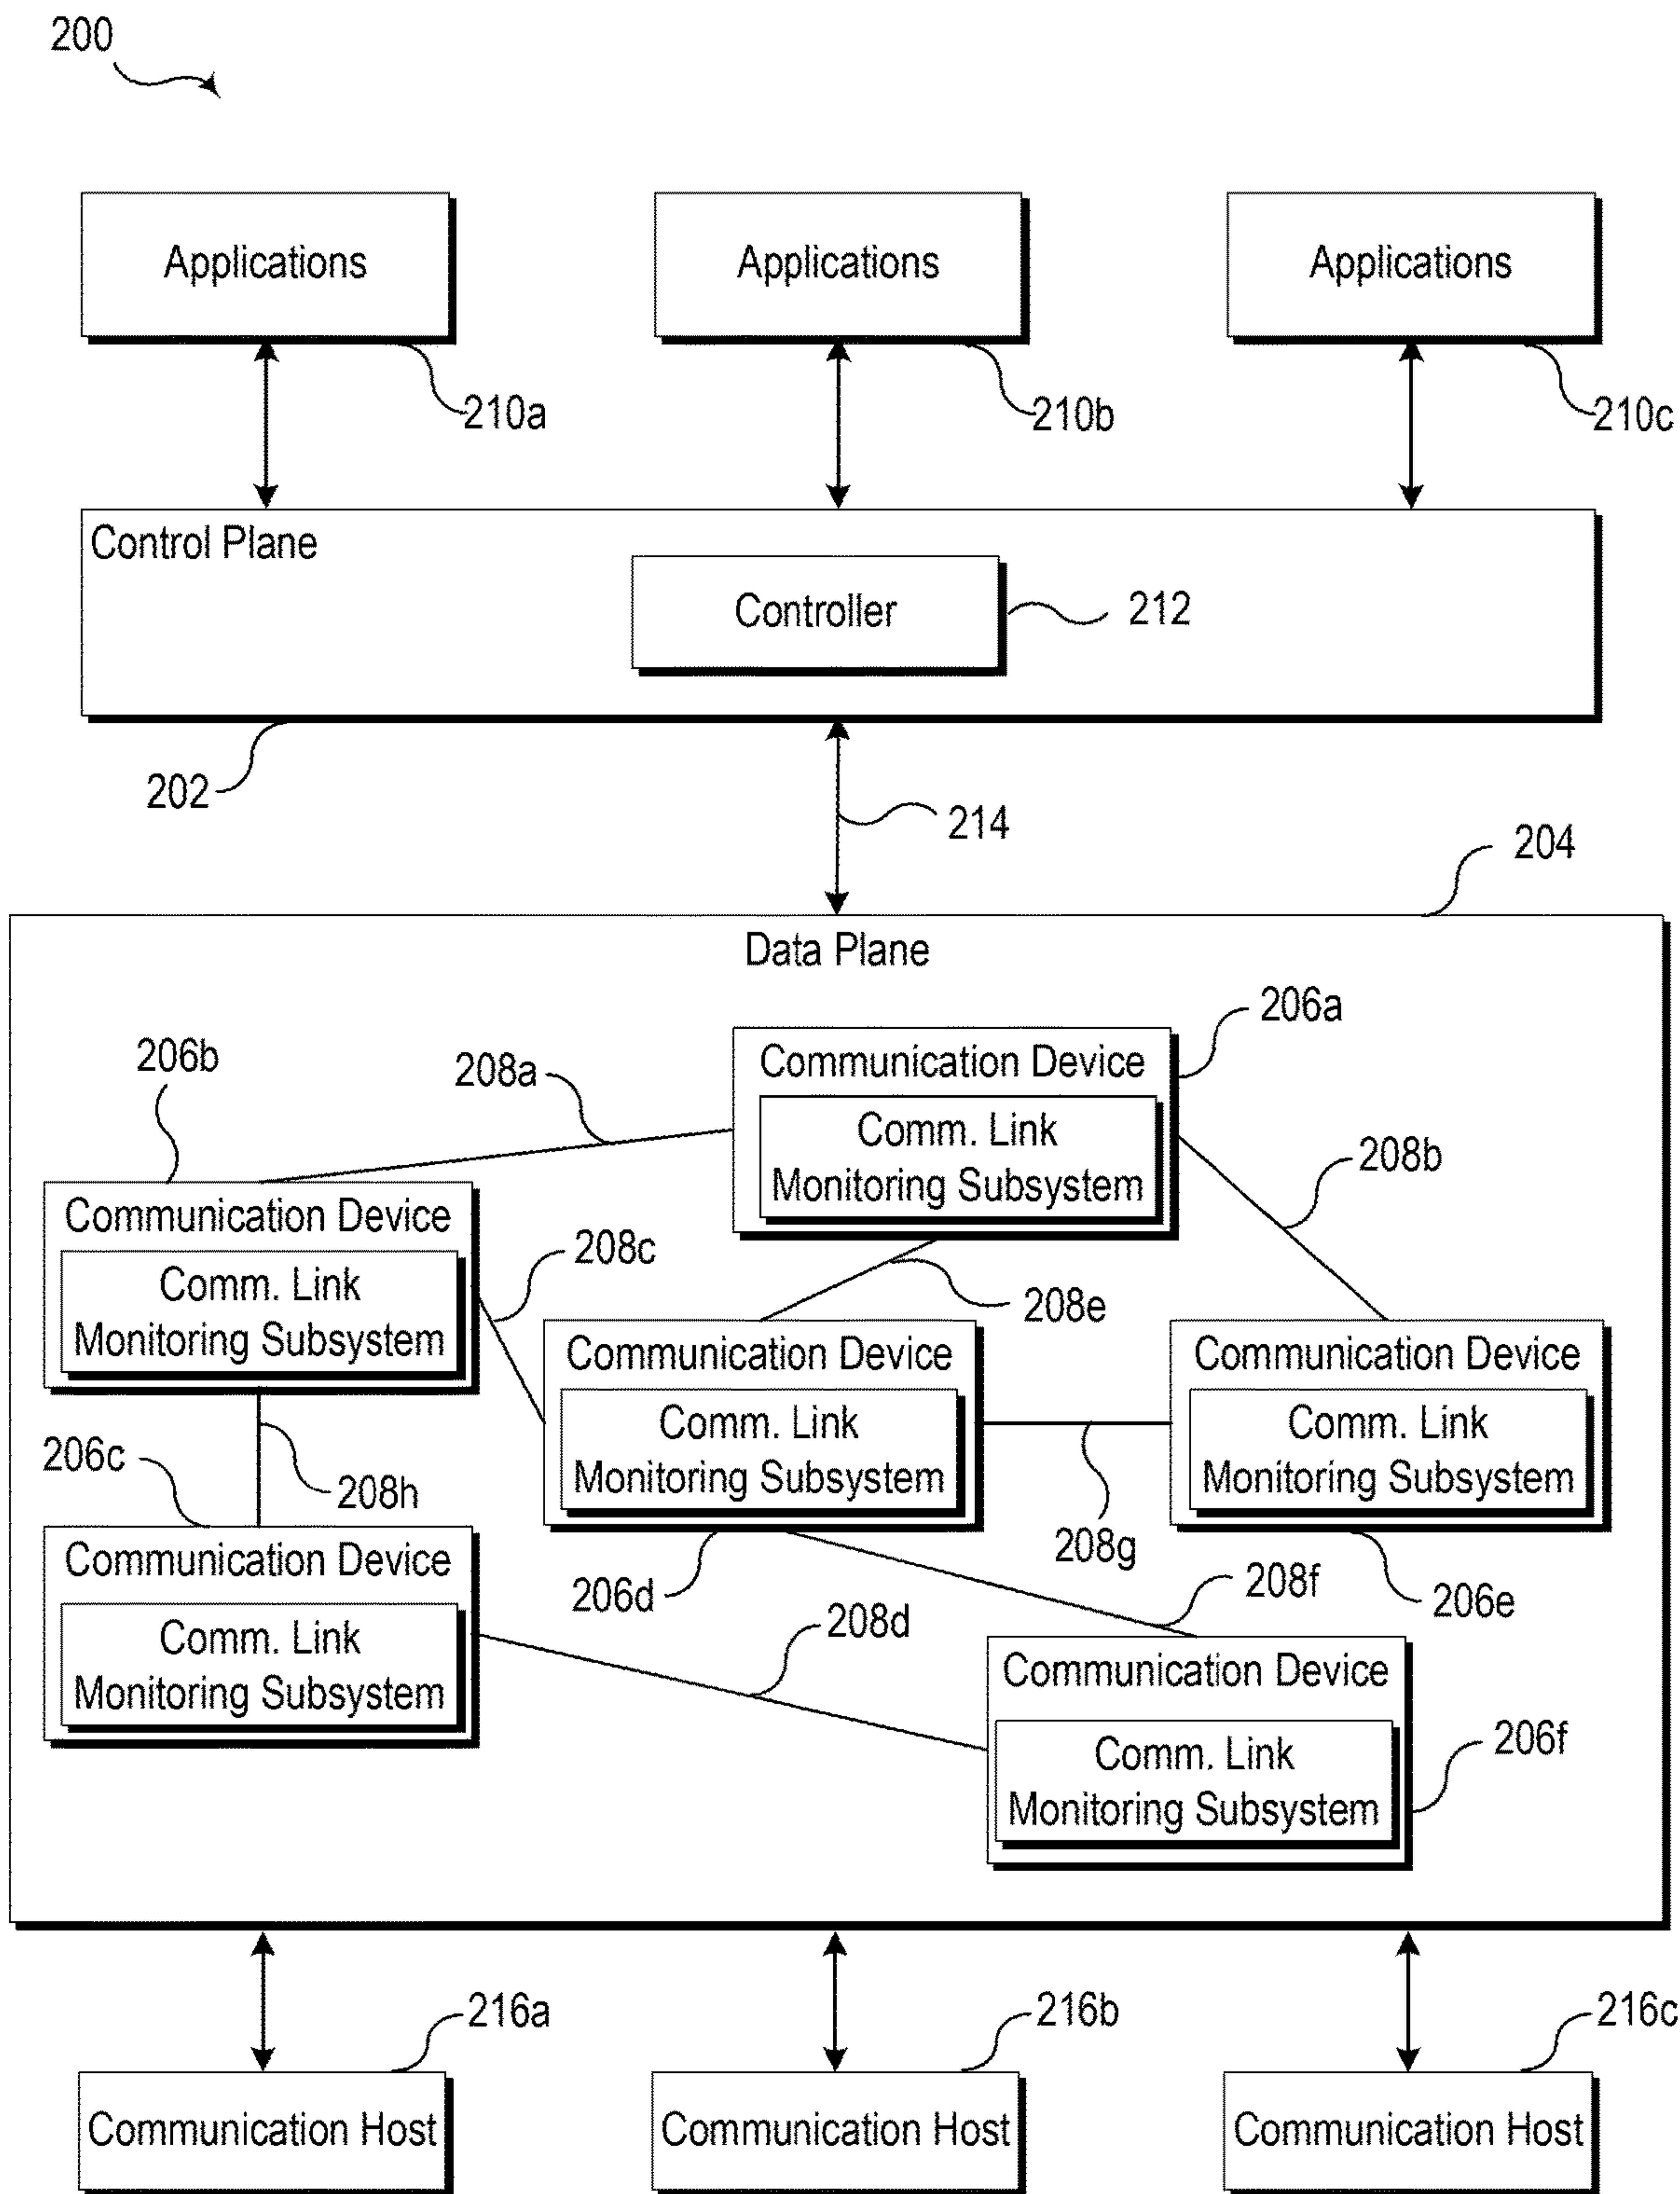 200
Applications
Applications
Applications
210a
210b
210c
Control Plane
Controller
212
202
214
204
Data Plane
206a
206b
208a
Communication Device
Comm. Link
Monitoring Subsystem
208b
Communication Device
Comm. Link
Monitoring Subsystem
208c
208e
Communication Device
Comm. Link
Monitoring Subsystem
Communication Device
Comm. Link
Monitoring Subsystem
206c
208h
208g
Communication Device
Comm. Link
Monitoring Subsystem
206d
208f
206e
208d
Communication Device
Comm. Link
Monitoring Subsystem
206f
216a
216b
216c
Communication Host
Communication Host
Communication Host